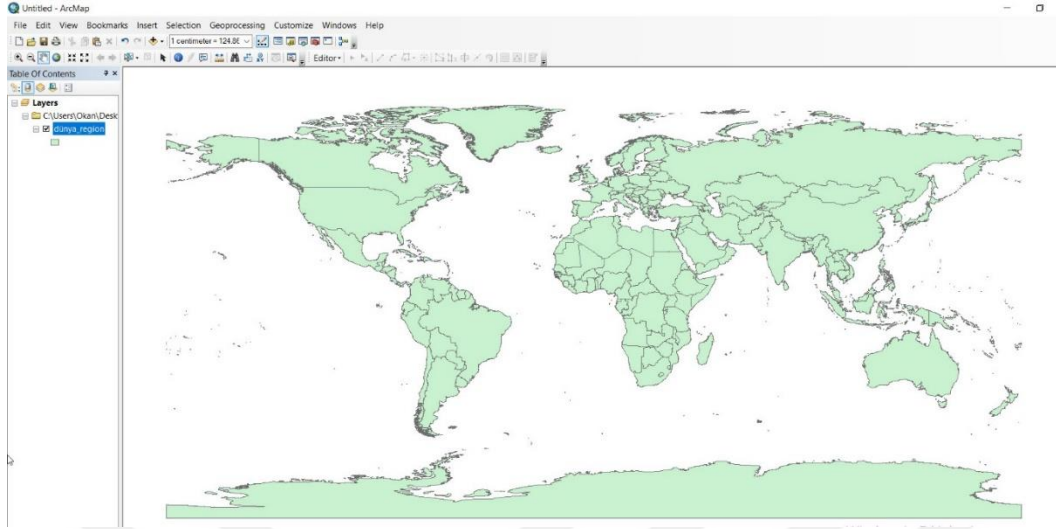 Untitled - ArcMap
File Edit View Bookmarks Insert Selection Geoprocessing Customize Windows Help
1 centimeter = 124.8
Editor
Table Of Contents
Layers
C:\Users\Okan\Desk
dünya_region